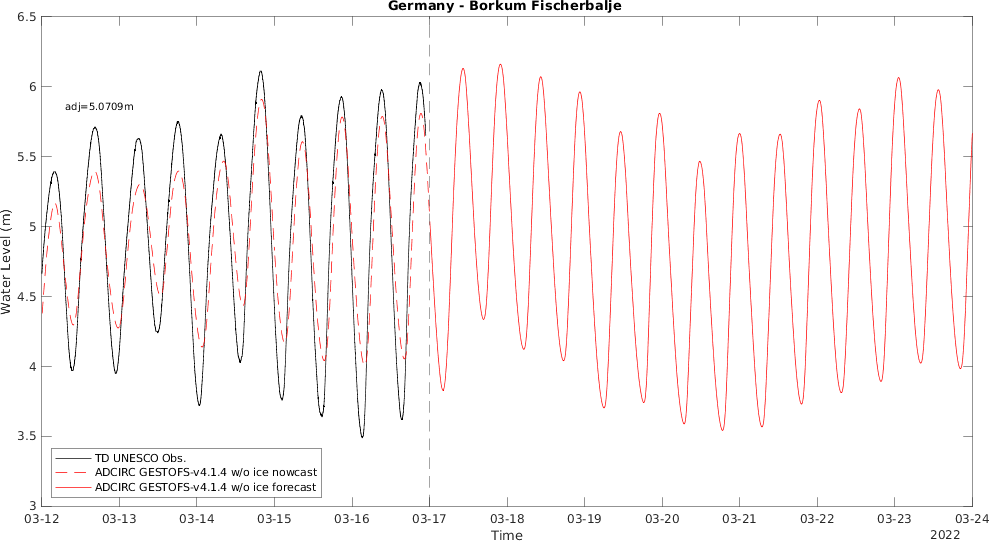 Germany - Borkum Fischerbalje
6.5
6
5.5
5
4.5
4
3.5
3
Water Level (m)
adj=5.0709m
TD UNESCO Obs.
ADCIRC GESTOFS-v4.1.4 w/o ice nowcast
ADCIRC GESTOFS-v4.1.4 w/o ice forecast
03-12 03-13 03-14 03-15 03-16 03-17 03-18 03-19 03-20 03-21 03-22 03-23 03-24
Time
2022